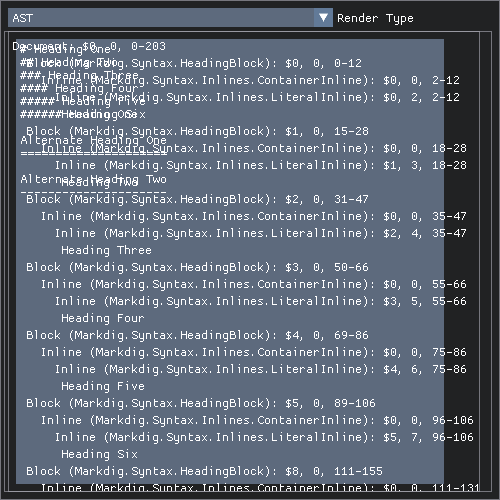 AST
Render Type
Document: $0, 0, 0-203
# Heading One
## Heading Two
Block (Markdig.Syntax.HeadingBlock): $0, 0, 0-12
### Heading Three
Inline (Markdig.Syntax.Inlines.ContainerInline): $0, 0, 2-12
#### Heading Four
Inline (Markdig.Syntax.Inlines.LiteralInline): $0, 2, 2-12
##### Heading Five
###### Heading Six
Heading One
Block (Markdig.Syntax.HeadingBlock): $1, 0, 15-28
Alternate Heading One
Inline (Markdig.Syntax.Inlines.ContainerInline): $0, 0, 18-28
=====================
Inline (Markdig.Syntax.Inlines.LiteralInline): $1, 3, 18-28
Alternate Heading Two
Heading Two
---------------------
Block (Markdig.Syntax.HeadingBlock): $2, 0, 31-47
Inline (Markdig.Syntax.Inlines.ContainerInline): $0, 0, 35-47
Inline (Markdig.Syntax.Inlines.LiteralInline): $2, 4, 35-47
Heading Three
Block (Markdig.Syntax.HeadingBlock): $3, 0, 50-66
Inline (Markdig.Syntax.Inlines.ContainerInline): $0, 0, 55-66
Inline (Markdig.Syntax.Inlines.LiteralInline): $3, 5, 55-66
Heading Four
Block (Markdig.Syntax.HeadingBlock): $4, 0, 69-86
Inline (Markdig.Syntax.Inlines.ContainerInline): $0, 0, 75-86
Inline (Markdig.Syntax.Inlines.LiteralInline): $4, 6, 75-86
Heading Five
Block (Markdig.Syntax.HeadingBlock): $5, 0, 89-106
Inline (Markdig.Syntax.Inlines.ContainerInline): $0, 0, 96-106
Inline (Markdig.Syntax.Inlines.LiteralInline): $5, 7, 96-106
Heading Six
Block (Markdig.Syntax.HeadingBlock): $8, 0, 111-155
Inline (Markdig.Syntax.Inlines.ContainerInline): $0, 0, 111-131